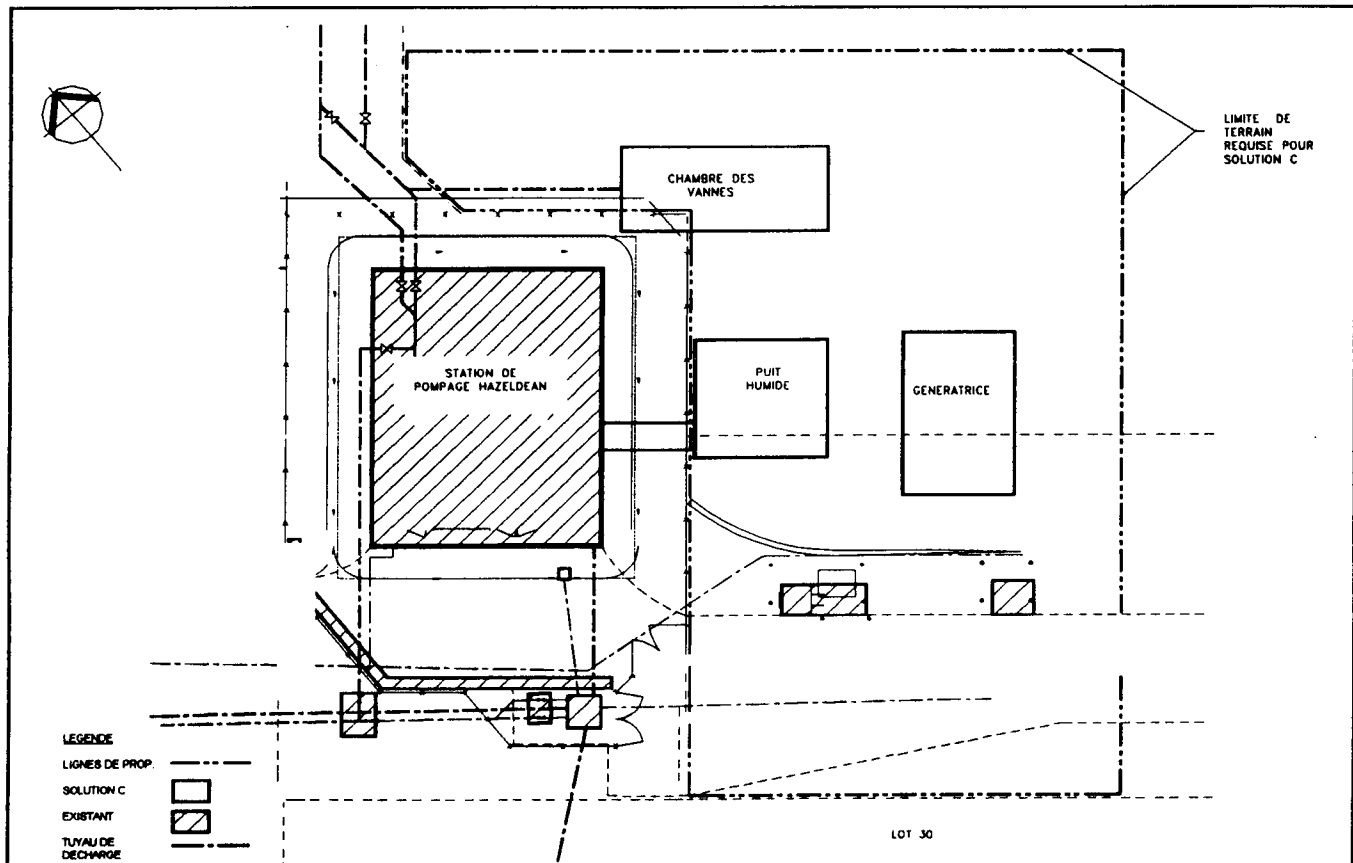 LIMITE DE
TERRAIN
REQUISE POUR
SOLUTION C
CHAMBRE DES
VANNES
STATION DE
POMPAGE HAZELDEAN
PUIT
HUMIDE
GENERATRICE
LEGENDE
LIGNES DE PROP.
SOLUTION C
EXISTANT
TUYAU DE
DECHARGE
LOT 30